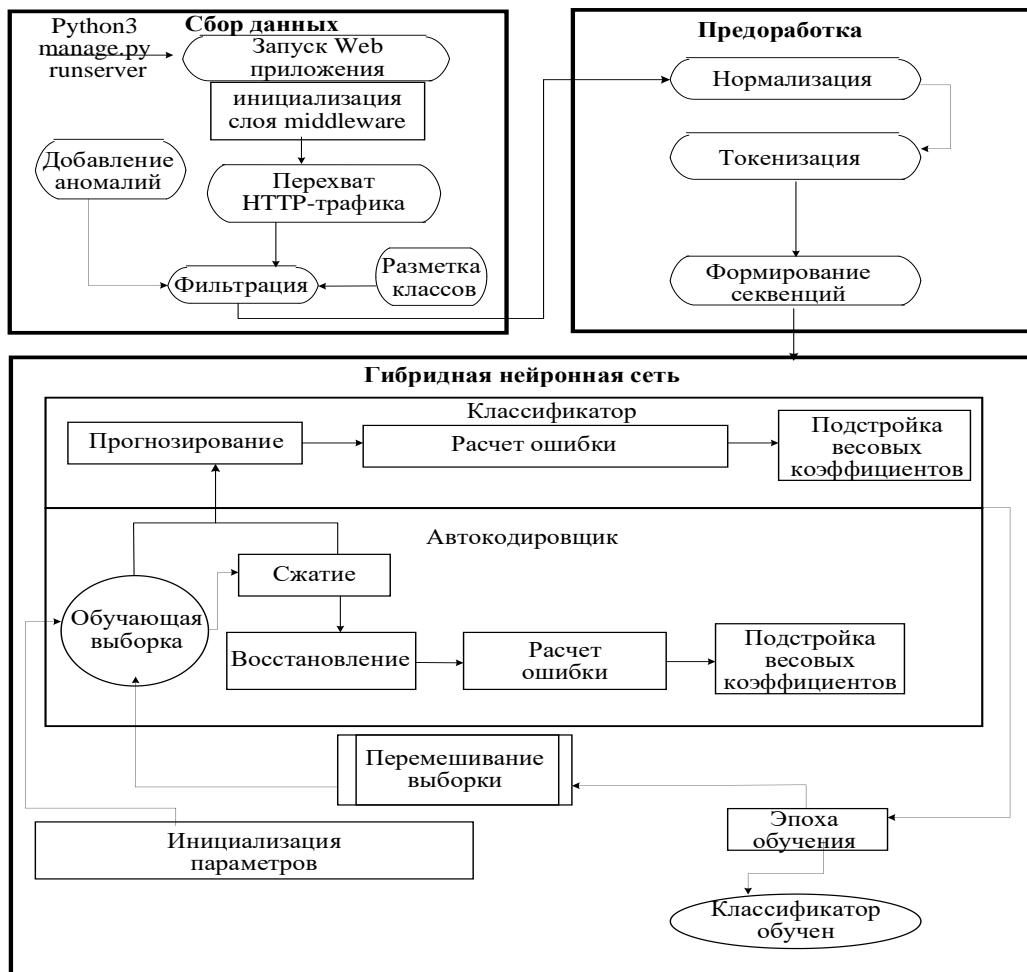 Сбор данных
Python3
manage.py
runserver
Запуск Web
приложения
инициализация
слоя middleware
Добавление
аномалий
Перехват
HTTP-трафика
Фильтрация
Разметка
классов
Предоработка
Нормализация
Токенизация
Формирование
секвенций
Гибридная нейронная сеть
Классификатор
Прогнозирование
Расчет ошибки
Подстройка
весовых
коэффициентов
Автокодировщик
Обучающая
выборка
Сжатие
Восстановление
Расчет
ошибки
Подстройка
весовых
коэффициентов
Перемешивание
выборки
Инициализация
параметров
Эпоха
обучения
Классификатор
обучен